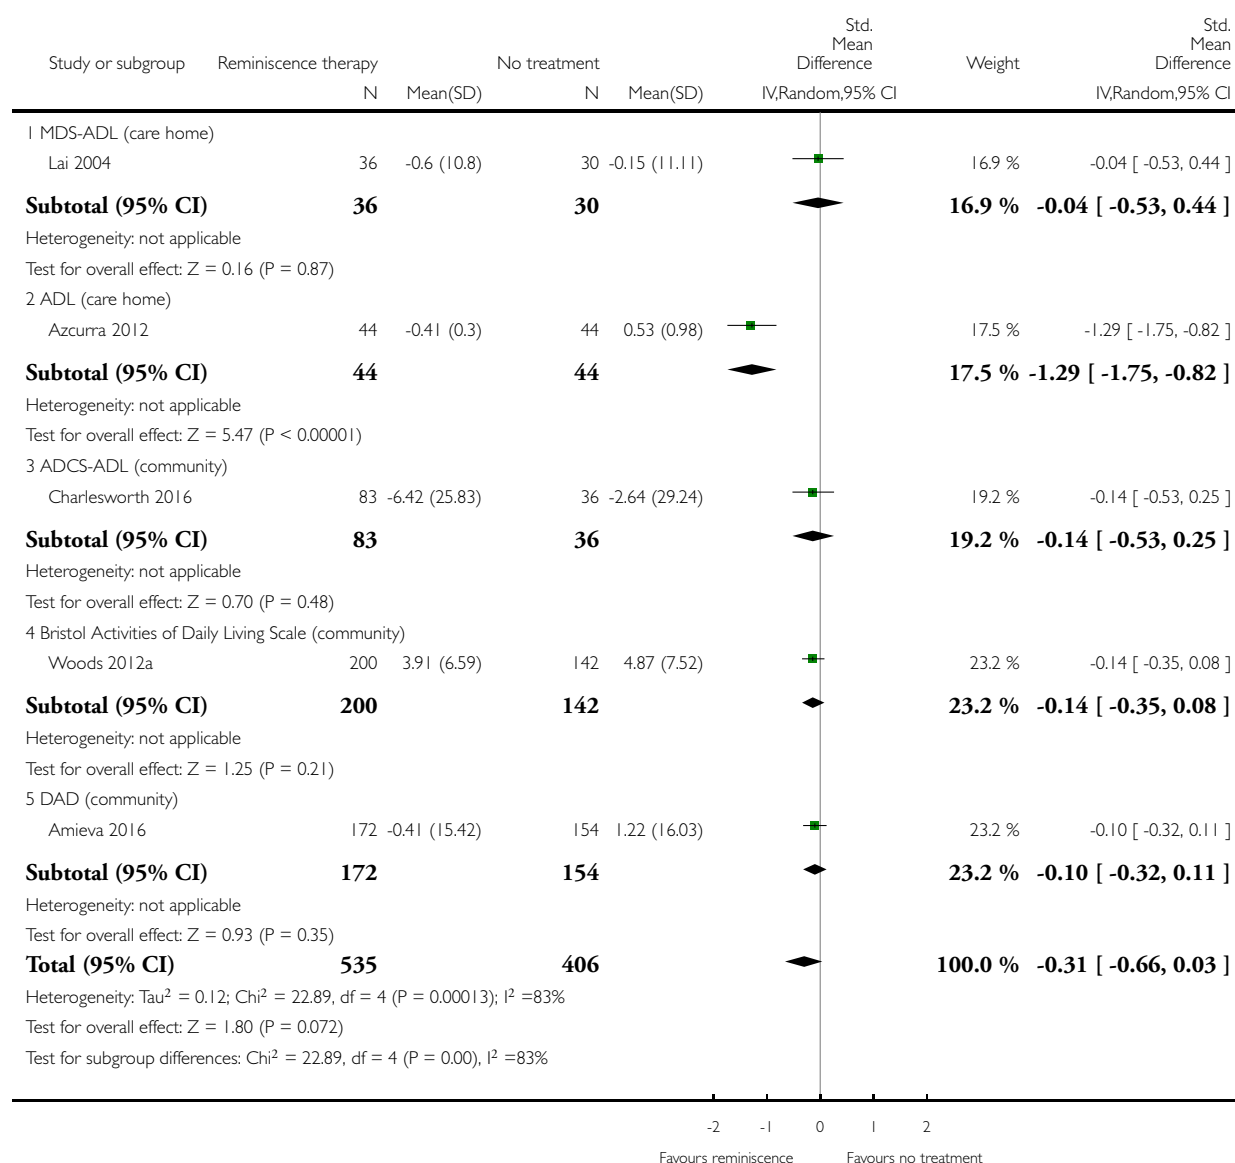 Study or subgroup Reminiscence therapy No treatment Std. Mean Difference Weight Std. Mean Difference
N Mean(SD) N Mean(SD) IV,Random,95% CI IV,Random,95% CI
1 MDS-ADL (care home)
Lai 2004 36 -0.6 (10.8) 30 -0.15 (11.11) 16.9 % -0.04 [ -0.53, 0.44 ]
Subtotal (95% CI) 36 30 16.9 % -0.04 [ -0.53, 0.44 ]
Heterogeneity: not applicable
Test for overall effect: Z = 0.16 (P = 0.87)
2 ADL (care home)
Azcurra 2012 44 -0.41 (0.3) 44 0.53 (0.98) 17.5 % -1.29 [ -1.75, -0.82 ]
Subtotal (95% CI) 44 44 17.5 % -1.29 [ -1.75, -0.82 ]
Heterogeneity: not applicable
Test for overall effect: Z = 5.47 (P < 0.00001)
3 ADCS-ADL (community)
Charlesworth 2016 83 -6.42 (25.83) 36 -2.64 (29.24) 19.2 % -0.14 [ -0.53, 0.25 ]
Subtotal (95% CI) 83 36 19.2 % -0.14 [ -0.53, 0.25 ]
Heterogeneity: not applicable
Test for overall effect: Z = 0.70 (P = 0.48)
4 Bristol Activities of Daily Living Scale (community)
Woods 2012a 200 3.91 (6.59) 142 4.87 (7.52) 23.2 % -0.14 [ -0.35, 0.08 ]
Subtotal (95% CI) 200 142 23.2 % -0.14 [ -0.35, 0.08 ]
Heterogeneity: not applicable
Test for overall effect: Z = 1.25 (P = 0.21)
5 DAD (community)
Amieva 2016 172 -0.41 (15.42) 154 1.22 (16.03) 23.2 % -0.10 [ -0.32, 0.11 ]
Subtotal (95% CI) 172 154 23.2 % -0.10 [ -0.32, 0.11 ]
Heterogeneity: not applicable
Test for overall effect: Z = 0.93 (P = 0.35)
Total (95% CI) 535 406 100.0 % -0.31 [ -0.66, 0.03 ]
Heterogeneity: Tau² = 0.12; Chi² = 22.89, df = 4 (P = 0.00013); I² =83%
Test for overall effect: Z = 1.80 (P = 0.072)
Test for subgroup differences: Chi² = 22.89, df = 4 (P = 0.00), I² =83%
-2 -1 0 1 2
Favours reminiscence Favours no treatment